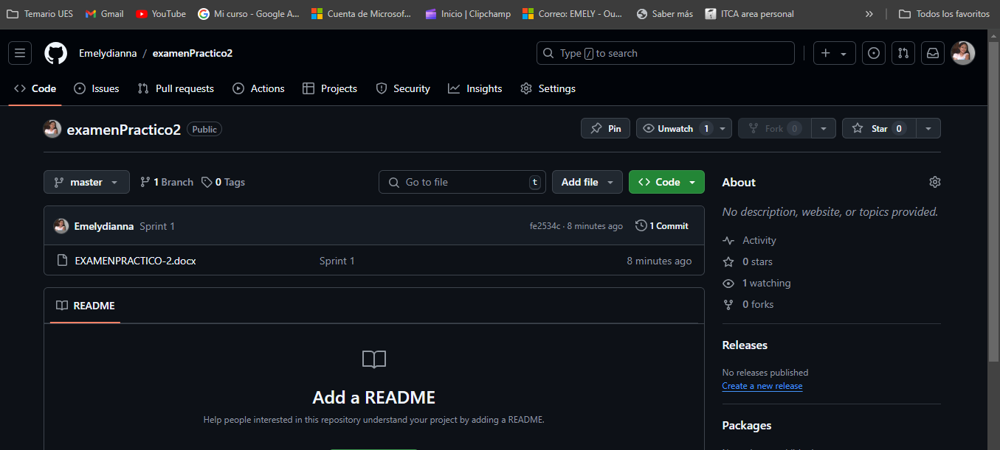 Temario UES Gmail YouTube Mi curso - Google A... Cuenta de Microsof... Inicio | Clipchamp Correo: EMELY - Ou... Saber más ITCA area personal » Todos los favoritos
Emelydianna / examenPractico2 Type / to search
Code Issues Pull requests Actions Projects Security Insights Settings
examenPractico2 Public Pin Unwatch 1 Fork 0 Star 0
master 1 Branch 0 Tags Go to file t Add file Code
About
No description, website, or topics provided.
Emelydianna Sprint 1 fe2534c · 8 minutes ago 1 Commit
Activity
EXAMENPRACTICO-2.docx Sprint 1 8 minutes ago
0 stars
1 watching
0 forks
README
Releases
No releases published
Create a new release
Add a README
Help people interested in this repository understand your project by adding a README.
Packages